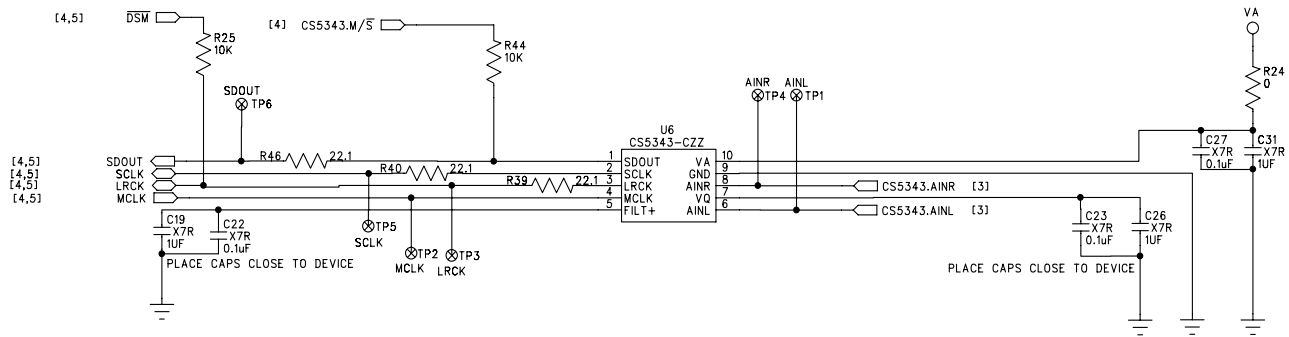 [4,5] DSM
[4] CS5343.M/S
VA
R25
10K
R44
10K
R24
0
SDOUT
TP6
AINR
TP4
AINL
TP1
U6
CS5343-CZZ
C27
X7R
0.1uF
C31
X7R
1UF
[4,5] SDOUT
[4,5] SCLK
[4,5] LRCK
[4,5] MCLK
R46 22.1
R40 22.1
R39 22.1
1 SDOUT VA 10
2 SCLK GND 9
3 LRCK AINR 8
4 MCLK VQ 7
5 FILT+ AINL 6
CS5343.AINR [3]
CS5343.AINL [3]
C19
X7R
1UF
C22
X7R
0.1uF
TP5
SCLK
TP2
MCLK
TP3
LRCK
C23
X7R
0.1uF
C26
X7R
1UF
PLACE CAPS CLOSE TO DEVICE
PLACE CAPS CLOSE TO DEVICE